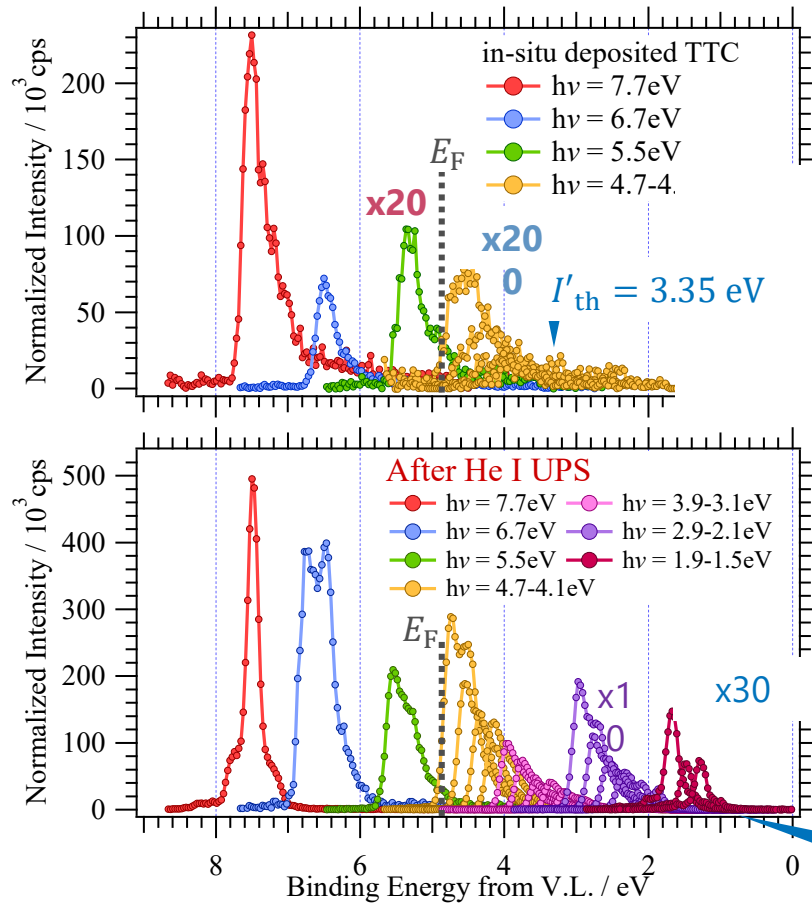 in-situ deposited TTC
hν = 7.7eV
hν = 6.7eV
hν = 5.5eV
hν = 4.7-4.
E_F
x20
x20
0
I'_th = 3.35 eV
Normalized Intensity / 10³ cps
200
150
100
50
0
After He I UPS
hν = 7.7eV hν = 3.9-3.1eV
hν = 6.7eV hν = 2.9-2.1eV
hν = 5.5eV hν = 1.9-1.5eV
hν = 4.7-4.1eV
E_F
x1
0
x30
Normalized Intensity / 10³ cps
500
400
300
200
100
0
8 6 4 2 0
Binding Energy from V.L. / eV